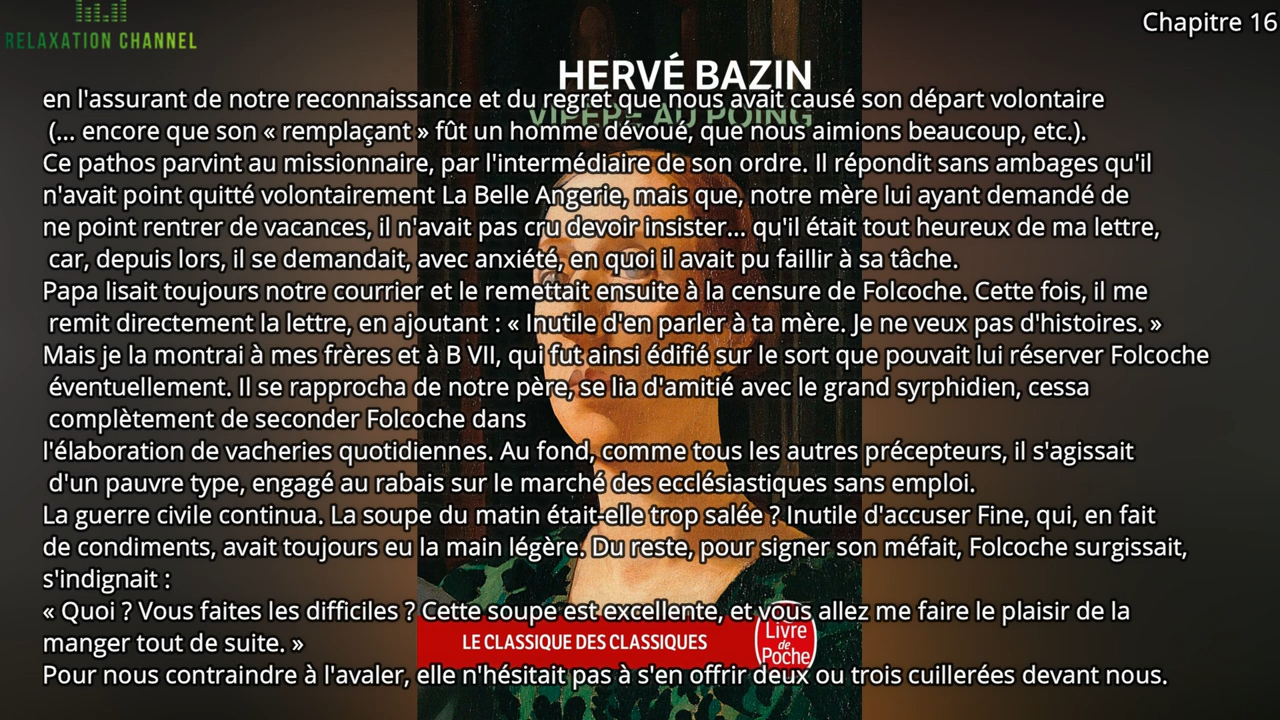 RELAXATION CHANNEL
Chapitre 16
HERVÉ BAZIN
VIPÈRE AU POING
en l'assurant de notre reconnaissance et du regret que nous avait causé son départ volontaire
(... encore que son « remplaçant » fût un homme dévoué, que nous aimions beaucoup, etc.).
Ce pathos parvint au missionnaire, par l'intermédiaire de son ordre. Il répondit sans ambages qu'il
n'avait point quitté volontairement La Belle Angerie, mais que, notre mère lui ayant demandé de
ne point rentrer de vacances, il n'avait pas cru devoir insister... qu'il était tout heureux de ma lettre,
car, depuis lors, il se demandait, avec anxiété, en quoi il avait pu faillir à sa tâche.
Papa lisait toujours notre courrier et le remettait ensuite à la censure de Folcoche. Cette fois, il me
remit directement la lettre, en ajoutant : « Inutile d'en parler à ta mère. Je ne veux pas d'histoires. »
Mais je la montrai à mes frères et à B VII, qui fut ainsi édifié sur le sort que pouvait lui réserver Folcoche
éventuellement. Il se rapprocha de notre père, se lia d'amitié avec le grand syrphidien, cessa
complètement de seconder Folcoche dans
l'élaboration de vacheries quotidiennes. Au fond, comme tous les autres précepteurs, il s'agissait
d'un pauvre type, engagé au rabais sur le marché des ecclésiastiques sans emploi.
La guerre civile continua. La soupe du matin était-elle trop salée ? Inutile d'accuser Fine, qui, en fait
de condiments, avait toujours eu la main légère. Du reste, pour signer son méfait, Folcoche surgissait,
s'indignait :
« Quoi ? Vous faites les difficiles ? Cette soupe est excellente, et vous allez me faire le plaisir de la
manger tout de suite. »
Pour nous contraindre à l'avaler, elle n'hésitait pas à s'en offrir deux ou trois cuillerées devant nous.
LE CLASSIQUE DES CLASSIQUES
Livre
de
Poche